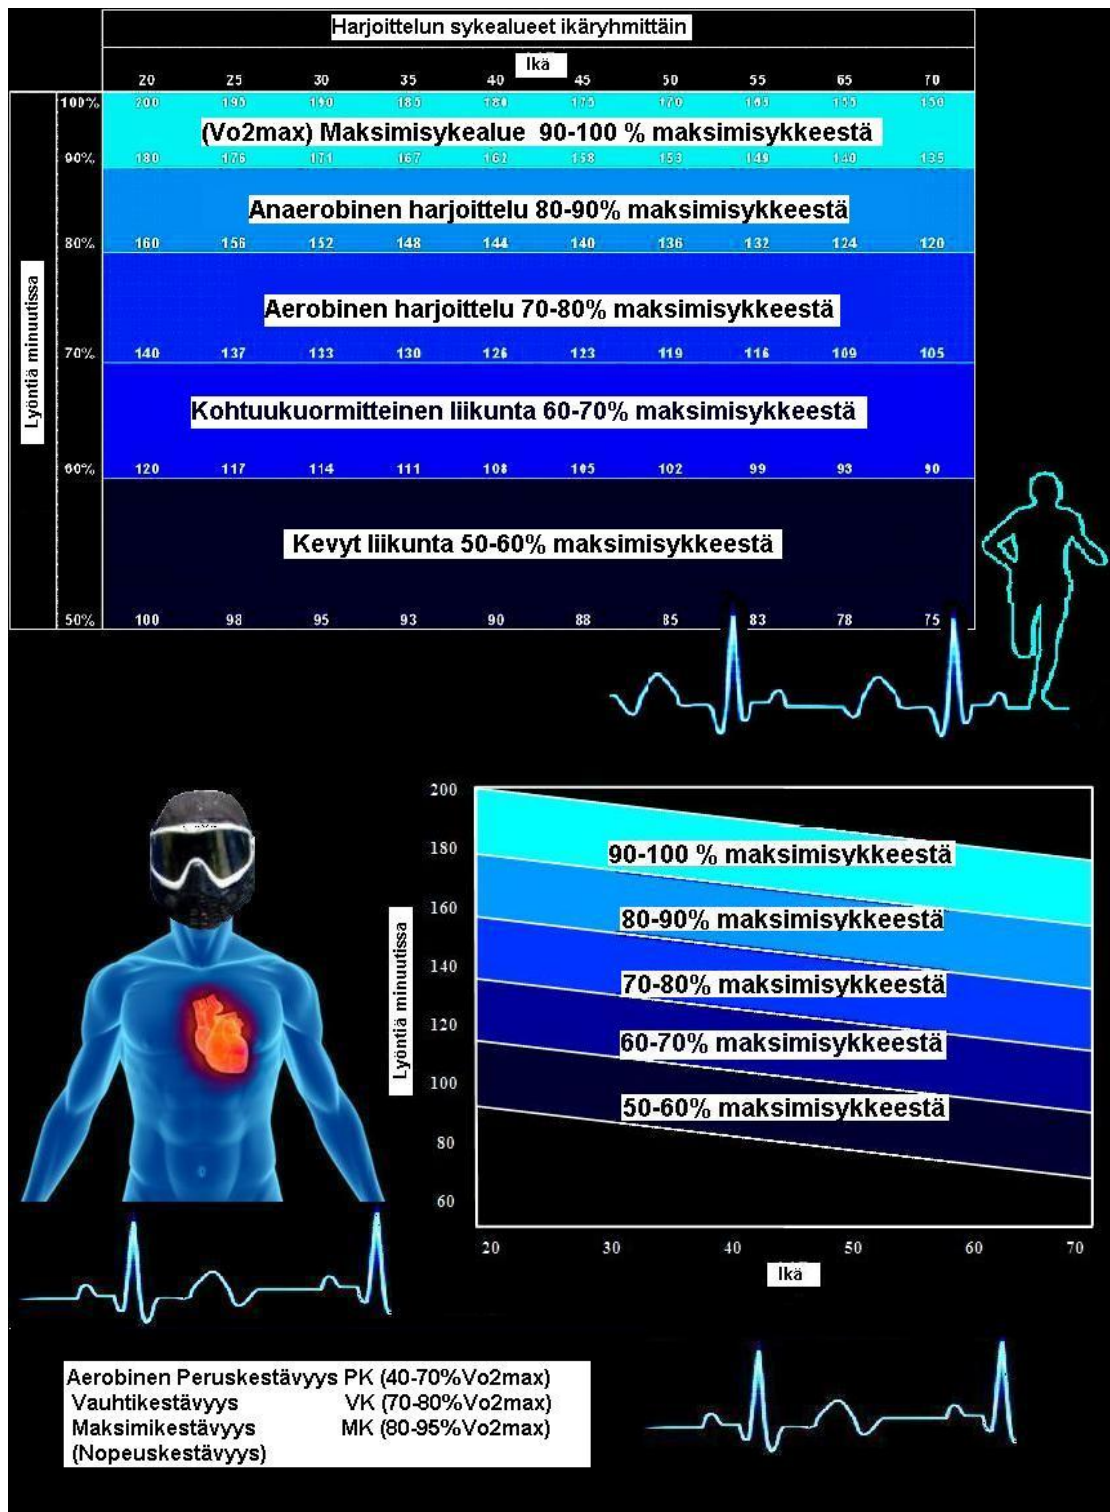 Harjoittelun sykealueet ikäryhmittäin
Ikä
20 25 30 35 40 45 50 55 65 70
100% 200 195 190 185 180 175 170 165 155 150
(Vo2max) Maksimisykealue 90-100 % maksimisykkeestä
90% 180 176 171 167 162 158 153 149 140 135
Anaerobinen harjoittelu 80-90% maksimisykkeestä
80% 160 156 152 148 144 140 136 132 124 120
Lyöntiä minuutissa
Aerobinen harjoittelu 70-80% maksimisykkeestä
70% 140 137 133 130 126 123 119 116 109 105
Kohtuukuormitteinen liikunta 60-70% maksimisykkeestä
60% 120 117 114 111 108 105 102 99 93 90
Kevyt liikunta 50-60% maksimisykkeestä
50% 100 98 95 93 90 88 85 83 78 75
200
180
160
140
120
100
80
60
Lyöntiä minuutissa
90-100 % maksimisykkeestä
80-90% maksimisykkeestä
70-80% maksimisykkeestä
60-70% maksimisykkeestä
50-60% maksimisykkeestä
20 30 40 50 60 70
Ikä
Aerobinen Peruskestävyys PK (40-70%Vo2max)
Vauhtikestävyys VK (70-80%Vo2max)
Maksimikestävyys MK (80-95%Vo2max)
(Nopeuskestävyys)